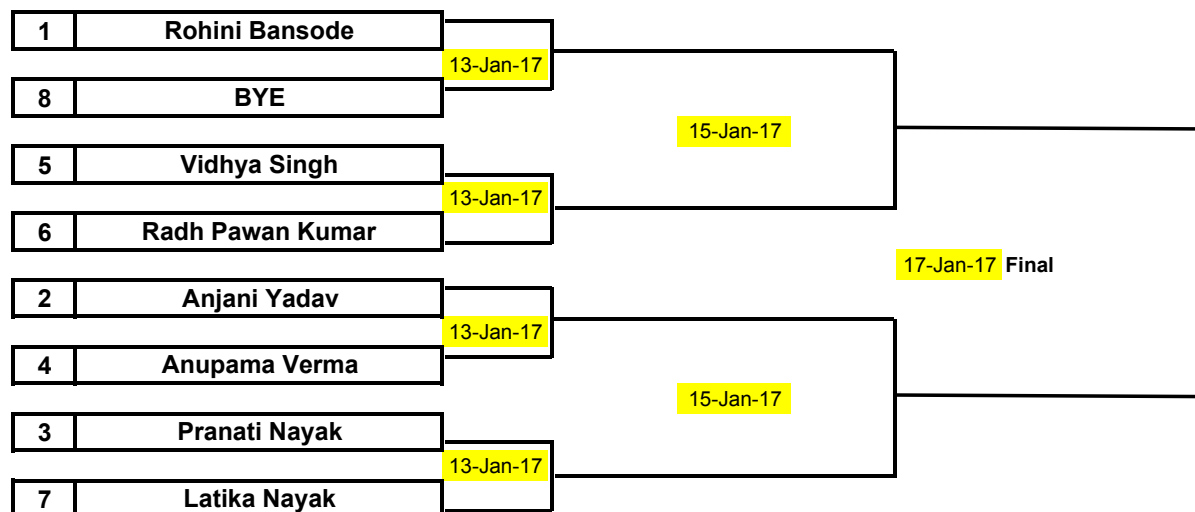 1 Rohini Bansode
13-Jan-17
8 BYE
15-Jan-17
5 Vidhya Singh
13-Jan-17
6 Radh Pawan Kumar
17-Jan-17 Final
2 Anjani Yadav
13-Jan-17
4 Anupama Verma
15-Jan-17
3 Pranati Nayak
13-Jan-17
7 Latika Nayak